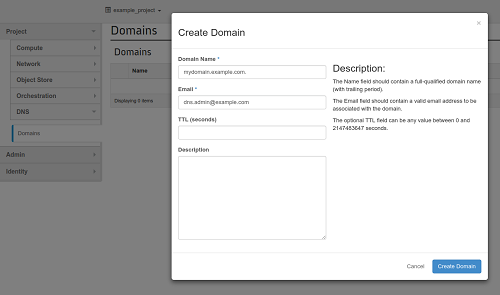 example_project
Project
Compute
Network
Object Store
Orchestration
DNS
Domains
Admin
Identity
Domains
Domains
Name
Displaying 0 items
Create Domain
×
Domain Name *
mydomain.example.com.
Email *
dns.admin@example.com
TTL (seconds)
Description
Description:
The Name field should contain a full-qualified domain name
(with trailing period).
The Email field should contain a valid email address to be
associated with the domain.
The optional TTL field can be any value between 0 and
2147483647 seconds.
Cancel
Create Domain